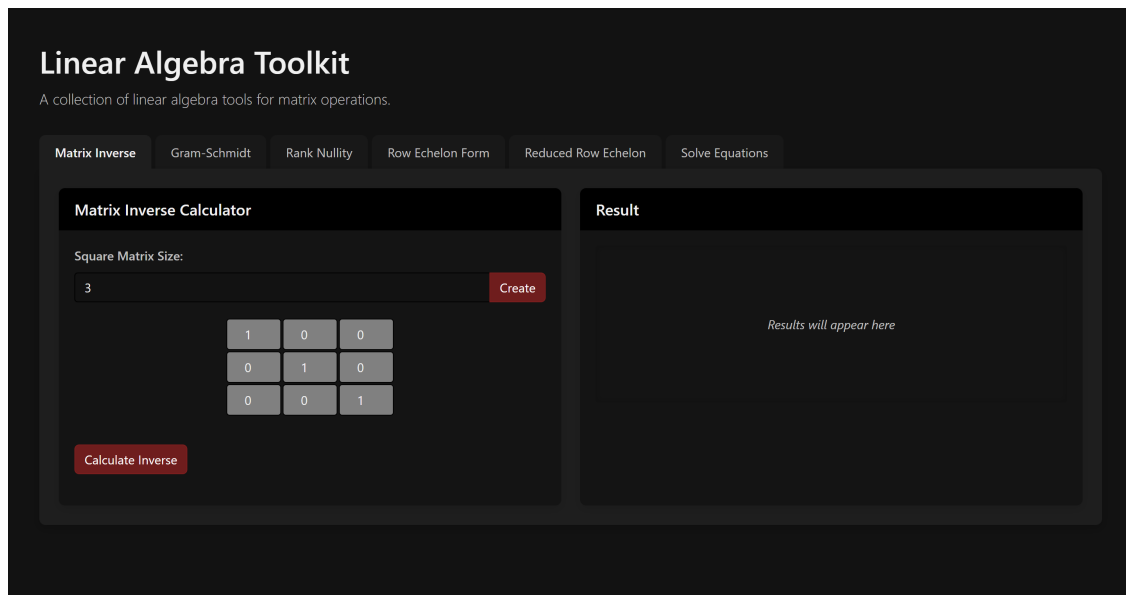 Linear Algebra Toolkit
A collection of linear algebra tools for matrix operations.
Matrix Inverse Gram-Schmidt Rank Nullity Row Echelon Form Reduced Row Echelon Solve Equations
Matrix Inverse Calculator
Square Matrix Size:
3 Create
1 0 0
0 1 0
0 0 1
Calculate Inverse
Result
Results will appear here